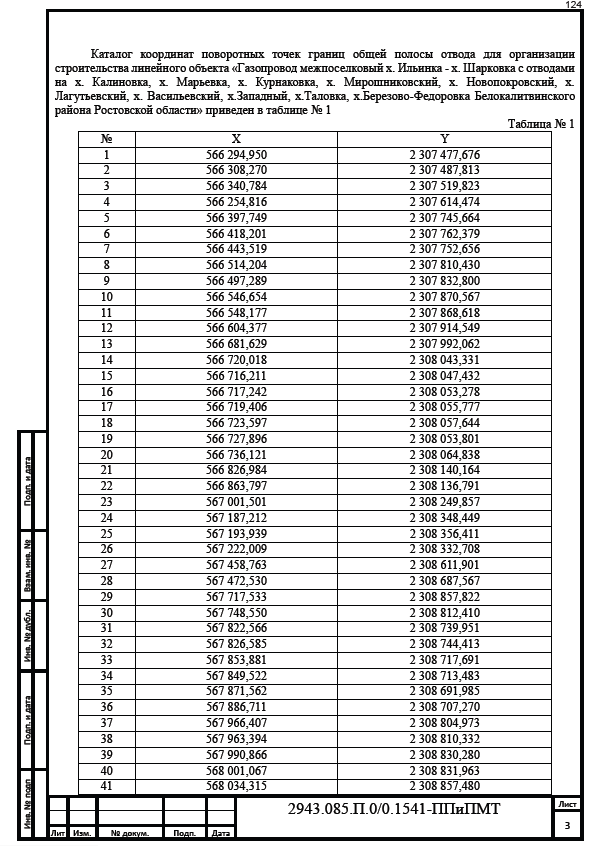 124
Каталог координат поворотных точек границ общей полосы отвода для организации
строительства линейного объекта «Газопровод межпоселковый х. Ильинка - х. Шарковка с отводами
на х. Калиновка, х. Марьевка, х. Курнаковка, х. Мирошниковский, х. Новопокровский, х.
Лагутьевский, х. Васильевский, х.Западный, х.Таловка, х.Березово-Федоровка Белокалитвинского
района Ростовской области» приведен в таблице № 1
Таблица № 1
№ X Y
1 566 294,950 2 307 477,676
2 566 308,270 2 307 487,813
3 566 340,784 2 307 519,823
4 566 254,816 2 307 614,474
5 566 397,749 2 307 745,664
6 566 418,201 2 307 762,379
7 566 443,519 2 307 752,656
8 566 514,204 2 307 810,430
9 566 497,289 2 307 832,800
10 566 546,654 2 307 870,567
11 566 548,177 2 307 868,618
12 566 604,377 2 307 914,549
13 566 681,629 2 307 992,062
14 566 720,018 2 308 043,331
15 566 716,211 2 308 047,432
16 566 717,242 2 308 053,278
17 566 719,406 2 308 055,777
18 566 723,597 2 308 057,644
19 566 727,896 2 308 053,801
20 566 736,121 2 308 064,838
21 566 826,984 2 308 140,164
22 566 863,797 2 308 136,791
23 567 001,501 2 308 249,857
24 567 187,212 2 308 348,449
25 567 193,939 2 308 356,411
26 567 222,009 2 308 332,708
27 567 458,763 2 308 611,901
28 567 472,530 2 308 687,567
29 567 717,533 2 308 857,822
30 567 748,550 2 308 812,410
31 567 822,566 2 308 739,951
32 567 826,585 2 308 744,413
33 567 853,881 2 308 717,691
34 567 849,522 2 308 713,483
35 567 871,562 2 308 691,985
36 567 886,711 2 308 707,270
37 567 966,407 2 308 804,973
38 567 963,394 2 308 810,332
39 567 990,866 2 308 830,280
40 568 001,067 2 308 831,963
41 568 034,315 2 308 857,480
Подп. и дата
Взам. инв. №
Инв. № дубл.
Подп. и дата
Инв. № подп
Лит Изм. № докум. Подп. Дата
2943.085.П.0/0.1541-ППиПМТ
Лист
3